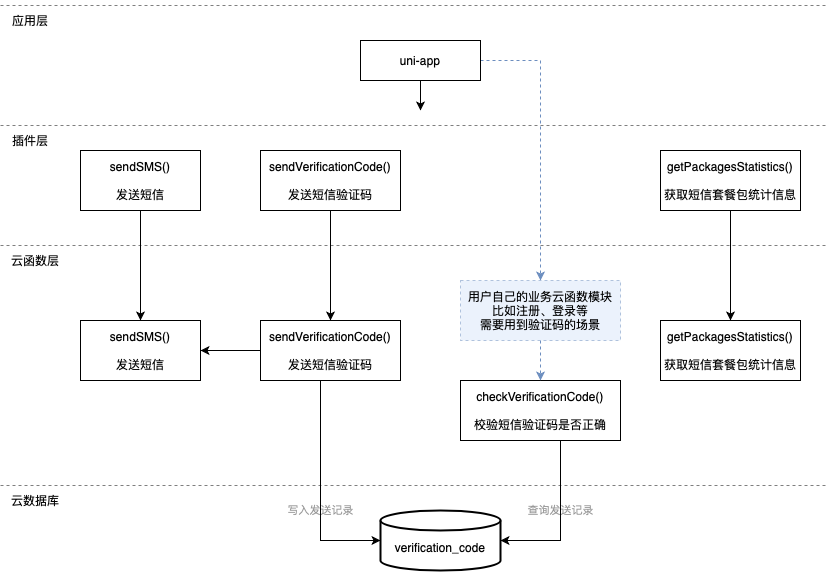 应用层
uni-app
插件层
sendSMS()
发送短信
sendVerificationCode()
发送短信验证码
getPackagesStatistics()
获取短信套餐包统计信息
云函数层
用户自己的业务云函数模块
比如注册、登录等
需要用到验证码的场景
sendSMS()
发送短信
sendVerificationCode()
发送短信验证码
getPackagesStatistics()
获取短信套餐包统计信息
checkVerificationCode()
校验短信验证码是否正确
云数据库
写入发送记录
查询发送记录
verification_code